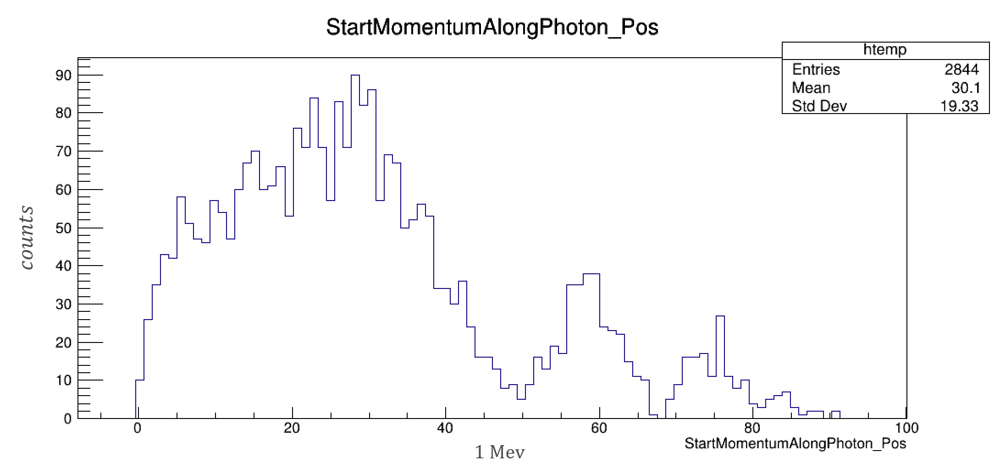 StartMomentumAlongPhoton_Pos
htemp
Entries 2844
Mean 30.1
Std Dev 19.33
90
80
70
60
50
40
30
20
10
0
counts
0 20 40 60 80 100
StartMomentumAlongPhoton_Pos
1 Mev